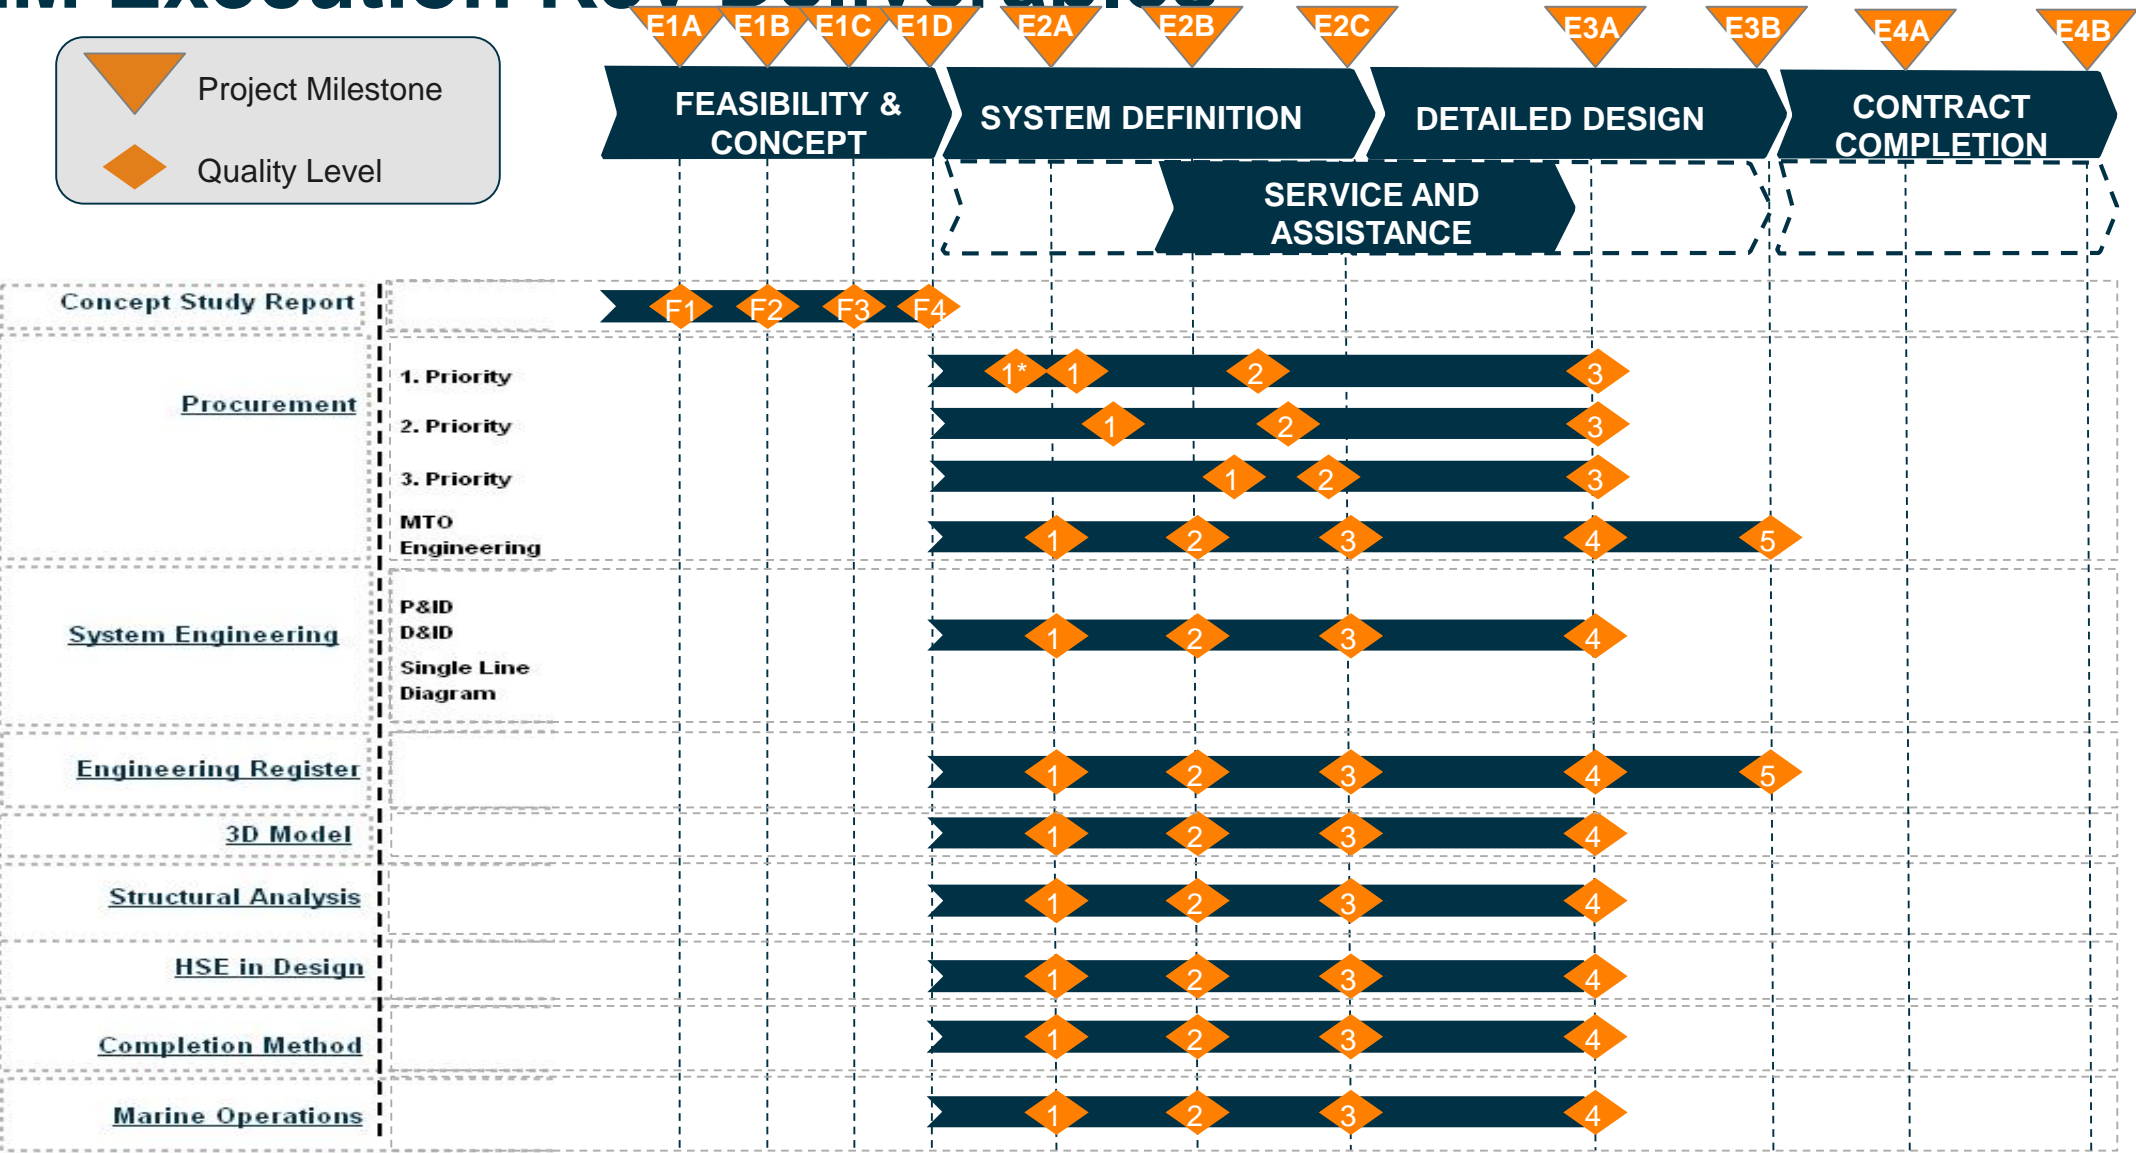 Execution Key Deliverables
E1A E1B E1C E1D E2A E2B E2C E3A E3B E4A E4B
Project Milestone
Quality Level
FEASIBILITY &
CONCEPT
SYSTEM DEFINITION
DETAILED DESIGN
CONTRACT
COMPLETION
SERVICE AND
ASSISTANCE
Concept Study Report
F1 F2 F3 F4
Procurement
1. Priority
1* 1 2 3
2. Priority
1 2 3
3. Priority
1 2 3
MTO
Engineering
1 2 3 4 5
System Engineering
P&ID
D&ID
Single Line
Diagram
1 2 3 4
Engineering Register
1 2 3 4 5
3D Model
1 2 3 4
Structural Analysis
1 2 3 4
HSE in Design
1 2 3 4
Completion Method
1 2 3 4
Marine Operations
1 2 3 4